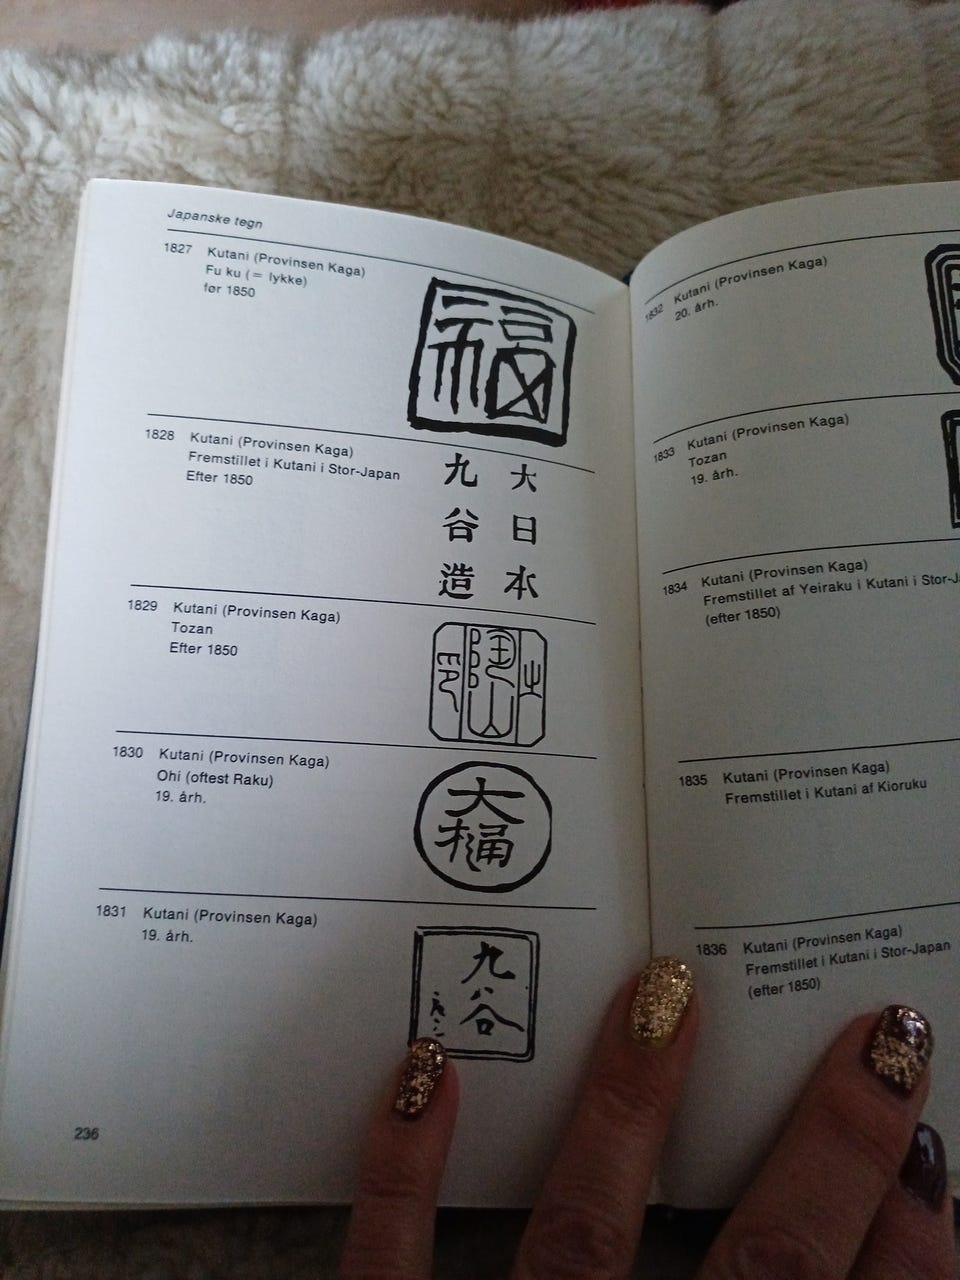 Japanske tegn
1827 Kutani (Provinsen Kaga)
Fu ku (= lykke)
før 1850
福
1828 Kutani (Provinsen Kaga)
Fremstillet i Kutani i Stor-Japan
Efter 1850
大日本
九谷造
1829 Kutani (Provinsen Kaga)
Tozan
Efter 1850
陶山
1830 Kutani (Provinsen Kaga)
Ohi (oftest Raku)
19. årh.
大樋
1831 Kutani (Provinsen Kaga)
19. årh.
九谷
236
1832 Kutani (Provinsen Kaga)
20. årh.
1833 Kutani (Provinsen Kaga)
Tozan
19. årh.
1834 Kutani (Provinsen Kaga)
Fremstillet af Yeiraku i Kutani i
(efter 1850)
1835 Kutani (Provinsen Kaga)
Fremstillet i Kutani af Kioruku
1836 Kutani (Provinsen Kaga)
Fremstillet i Kutani i Stor-Japan
(efter 1850)